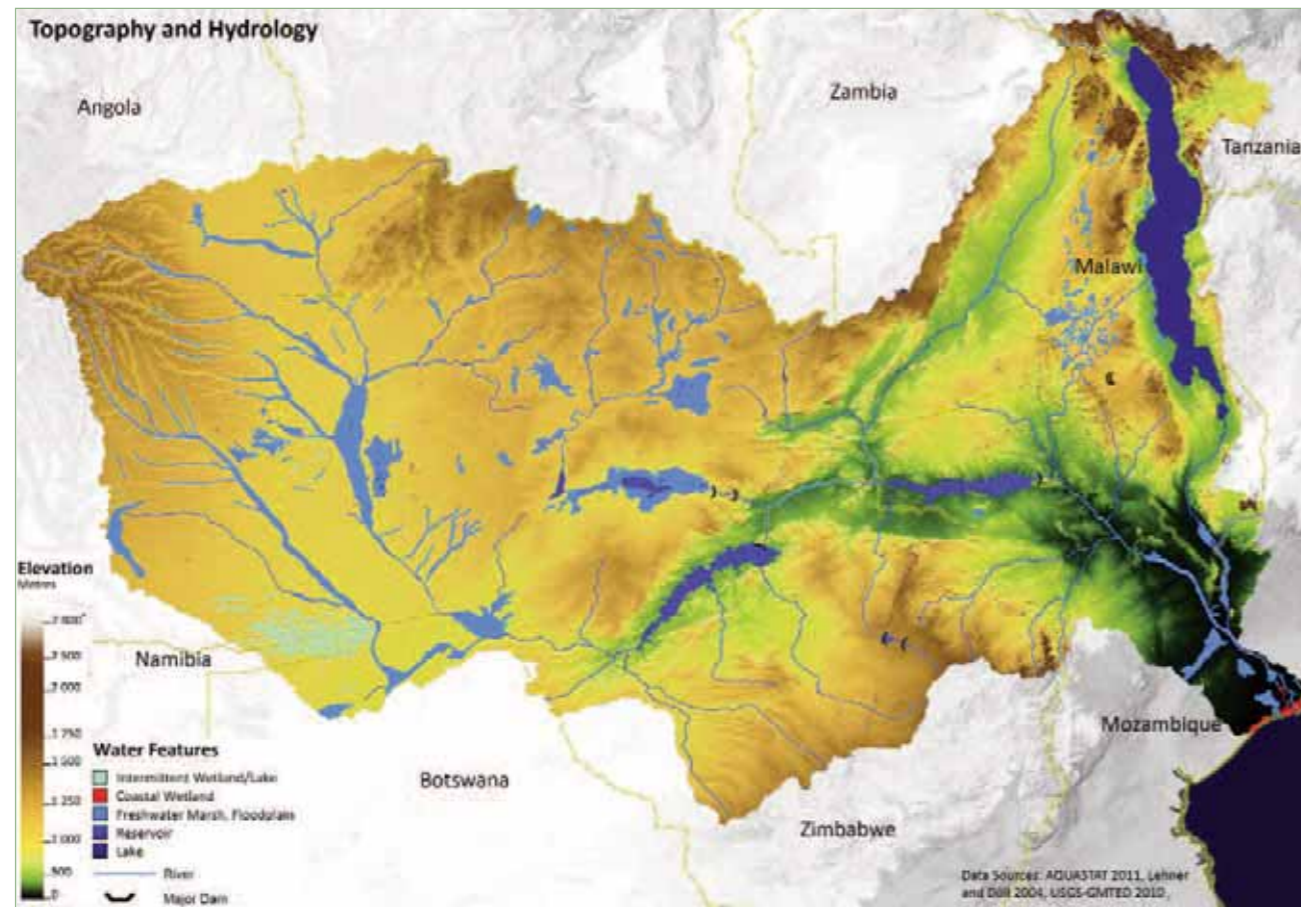 Topography and Hydrology
Angola
Zambia
Tanzania
Malawi
Elevation
Metres
2 500
2 000
1 750
1 500
1 250
1 000
500
0
Namibia
Botswana
Zimbabwe
Mozambique
Water Features
Intermittent Wetland/Lake
Coastal Wetland
Freshwater Marsh, Floodplain
Reservoir
Lake
River
Major Dam
Data Sources: AQUASTAT 2011, Lehner
and Döll 2004, USGS-GMTED 2010